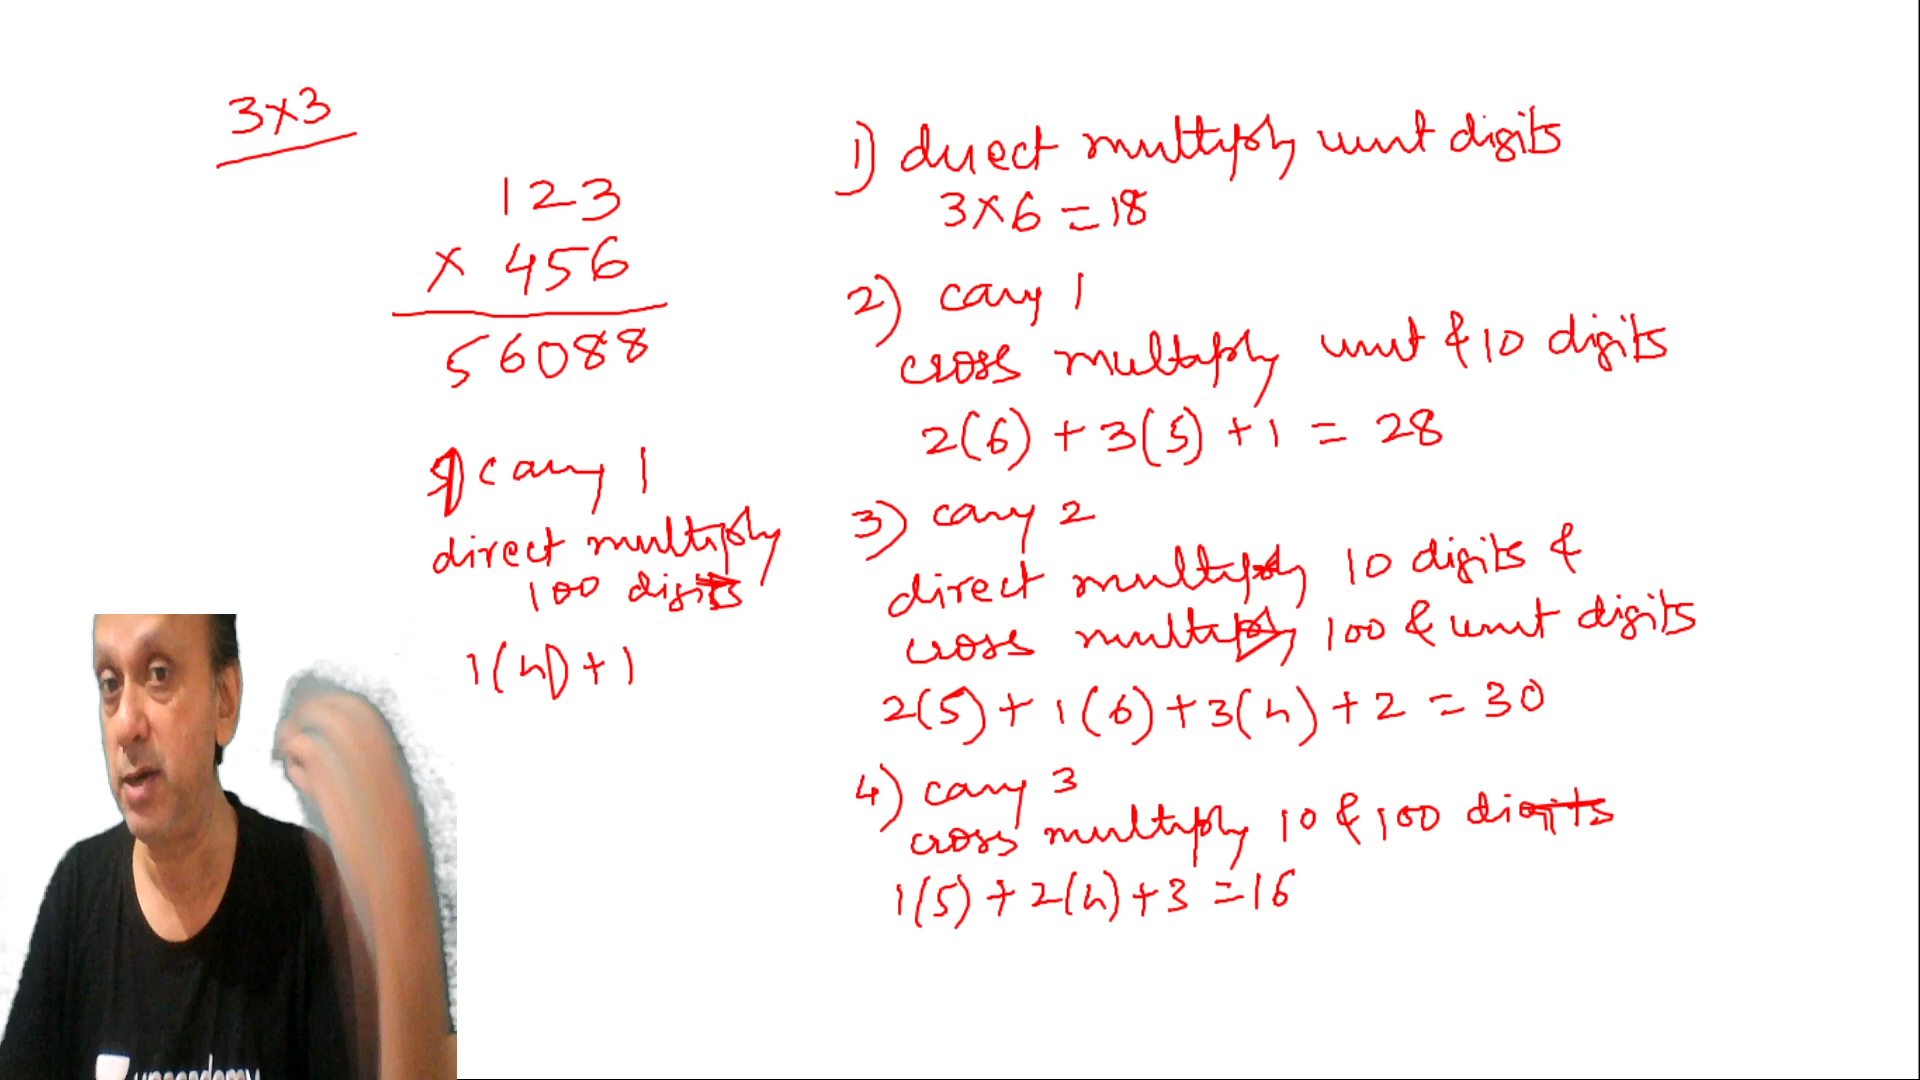 3x3
123
x 456
56088
5) carry 1
direct multiply
100 digits
1(4)+1
1) direct multiply unit digits
3x6=18
2) carry 1
cross multiply unit & 10 digits
2(6) + 3(5) + 1 = 28
3) carry 2
direct multiply 10 digits &
cross multiply 100 & unit digits
2(5) + 1(6) + 3(4) + 2 = 30
4) carry 3
cross multiply 10 & 100 digits
1(5) + 2(4) + 3 = 16
unacademy